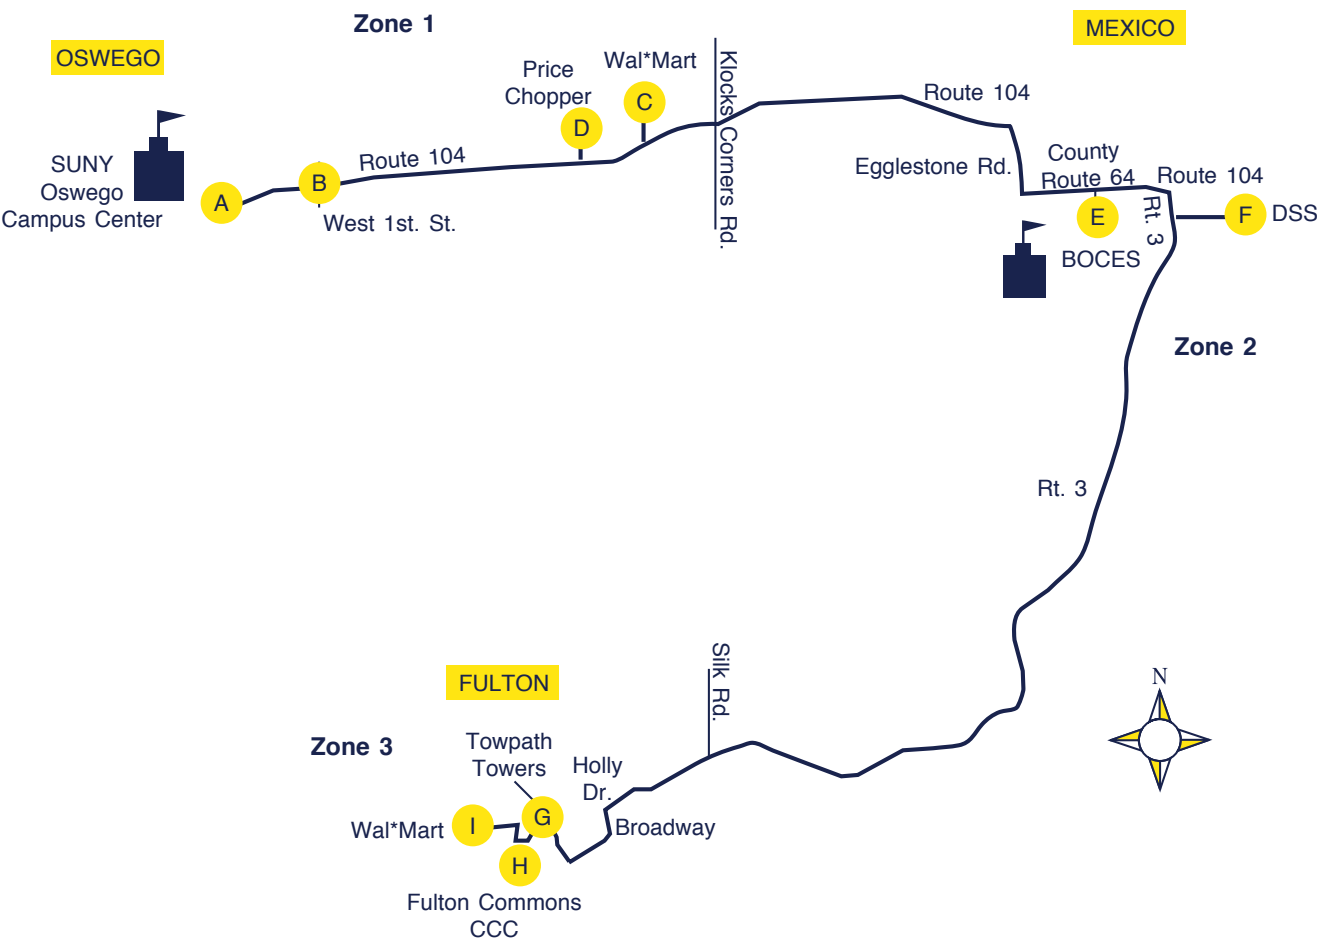 Zone 1
OSWEGO
MEXICO
SUNY
Oswego
Campus Center
A
B
West 1st. St.
Route 104
Price
Chopper
D
Wal*Mart
C
Klocks Corners Rd.
Route 104
Egglestone Rd.
County
Route 64
Route 104
E
BOCES
Rt. 3
F
DSS
Zone 2
Rt. 3
N
Silk Rd.
FULTON
Zone 3
Towpath
Towers
Holly
Dr.
Broadway
Wal*Mart
I
G
H
Fulton Commons
CCC